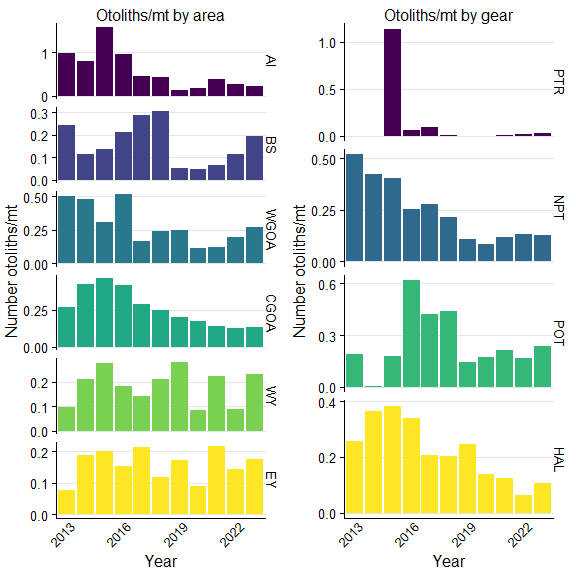 Otoliths/mt by area
Number otoliths/mt
1
0
AI
0.3
0.2
0.1
0.0
BS
0.50
0.25
0.00
WGOA
0.25
0.00
CGOA
0.2
0.1
0.0
WY
0.2
0.1
0.0
EY
2013
2016
2019
2022
Year
Otoliths/mt by gear
Number otoliths/mt
1.0
0.5
0.0
PTR
0.50
0.25
0.00
NPT
0.6
0.3
0.0
POT
0.4
0.2
0.0
HAL
2013
2016
2019
2022
Year